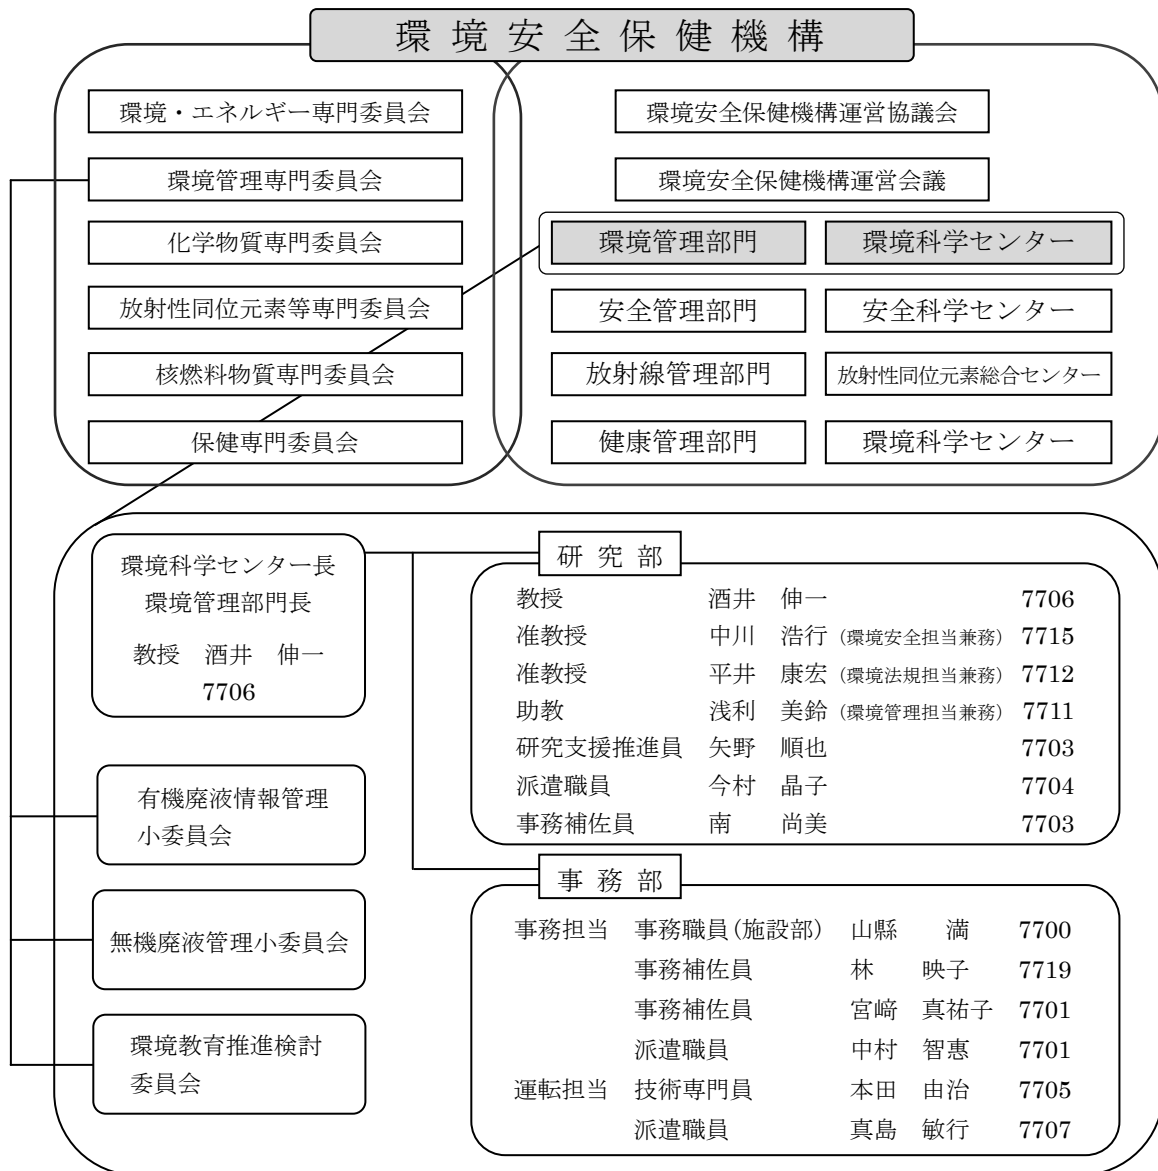 環境安全保健機構
環境・エネルギー専門委員会
環境管理専門委員会
化学物質専門委員会
放射性同位元素等専門委員会
核燃料物質専門委員会
保健専門委員会
環境安全保健機構運営協議会
環境安全保健機構運営会議
環境管理部門 環境科学センター
安全管理部門 安全科学センター
放射線管理部門 放射性同位元素総合センター
健康管理部門 環境科学センター
環境科学センター長
環境管理部門長
教授 酒井 伸一
7706
有機廃液情報管理
小委員会
無機廃液管理小委員会
環境教育推進検討
委員会
研究部
教授 酒井 伸一 7706
准教授 中川 浩行(環境安全担当兼務) 7715
准教授 平井 康宏(環境法規担当兼務) 7712
助教 浅利 美鈴(環境管理担当兼務) 7711
研究支援推進員 矢野 順也 7703
派遣職員 今村 晶子 7704
事務補佐員 南 尚美 7703
事務部
事務担当 事務職員(施設部) 山縣 満 7700
事務補佐員 林 映子 7719
事務補佐員 宮﨑 真祐子 7701
派遣職員 中村 智惠 7701
運転担当 技術専門員 本田 由治 7705
派遣職員 真島 敏行 7707